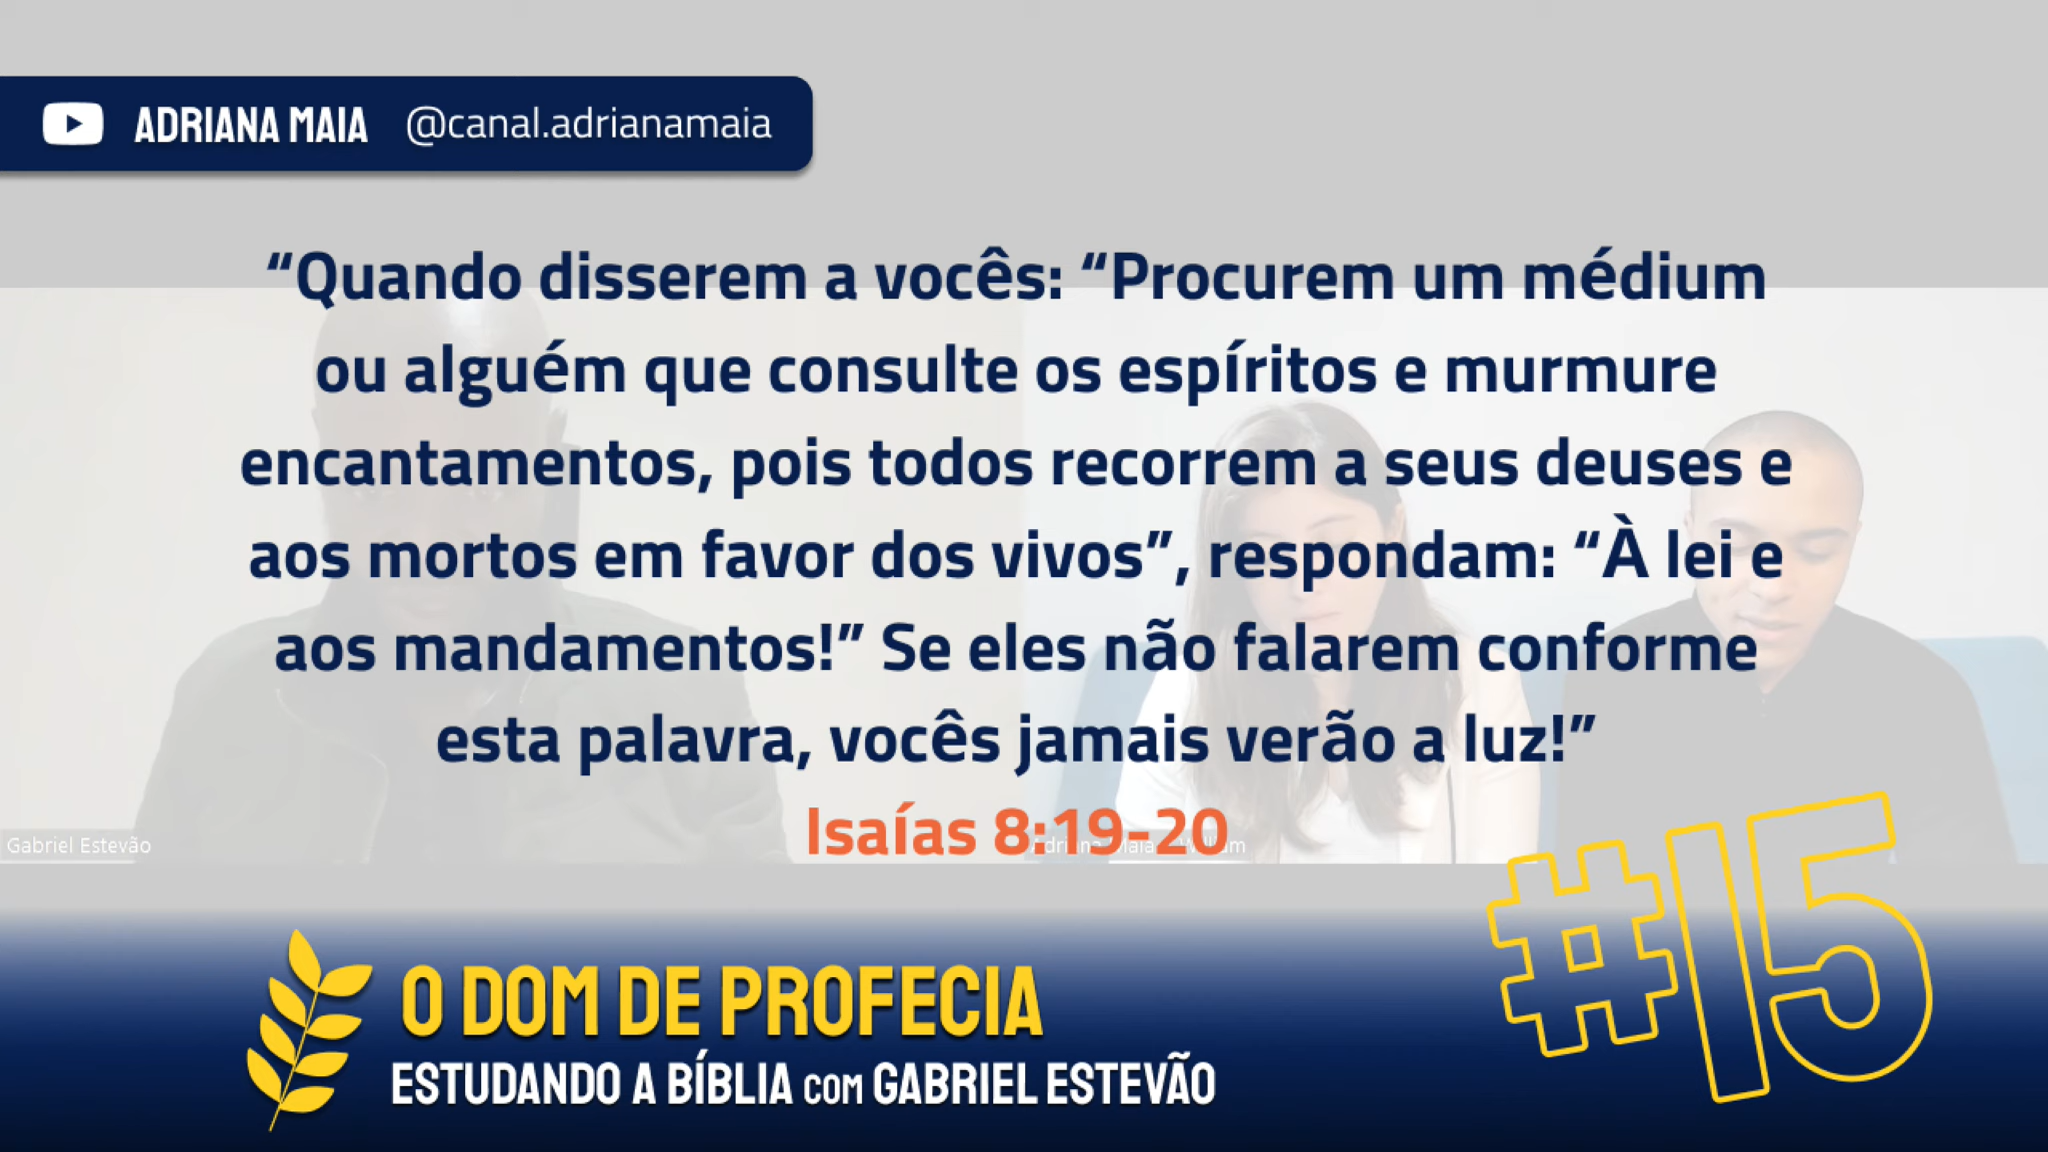 ADRIANA MAIA @canal.adrianamaia
“Quando disserem a vocês: “Procurem um médium
ou alguém que consulte os espíritos e murmure
encantamentos, pois todos recorrem a seus deuses e
aos mortos em favor dos vivos”, respondam: “À lei e
aos mandamentos!” Se eles não falarem conforme
esta palavra, vocês jamais verão a luz!”
Isaías 8:19-20
Gabriel Estevão
Adriana Maia
#15
O DOM DE PROFECIA
ESTUDANDO A BÍBLIA COM GABRIEL ESTEVÃO